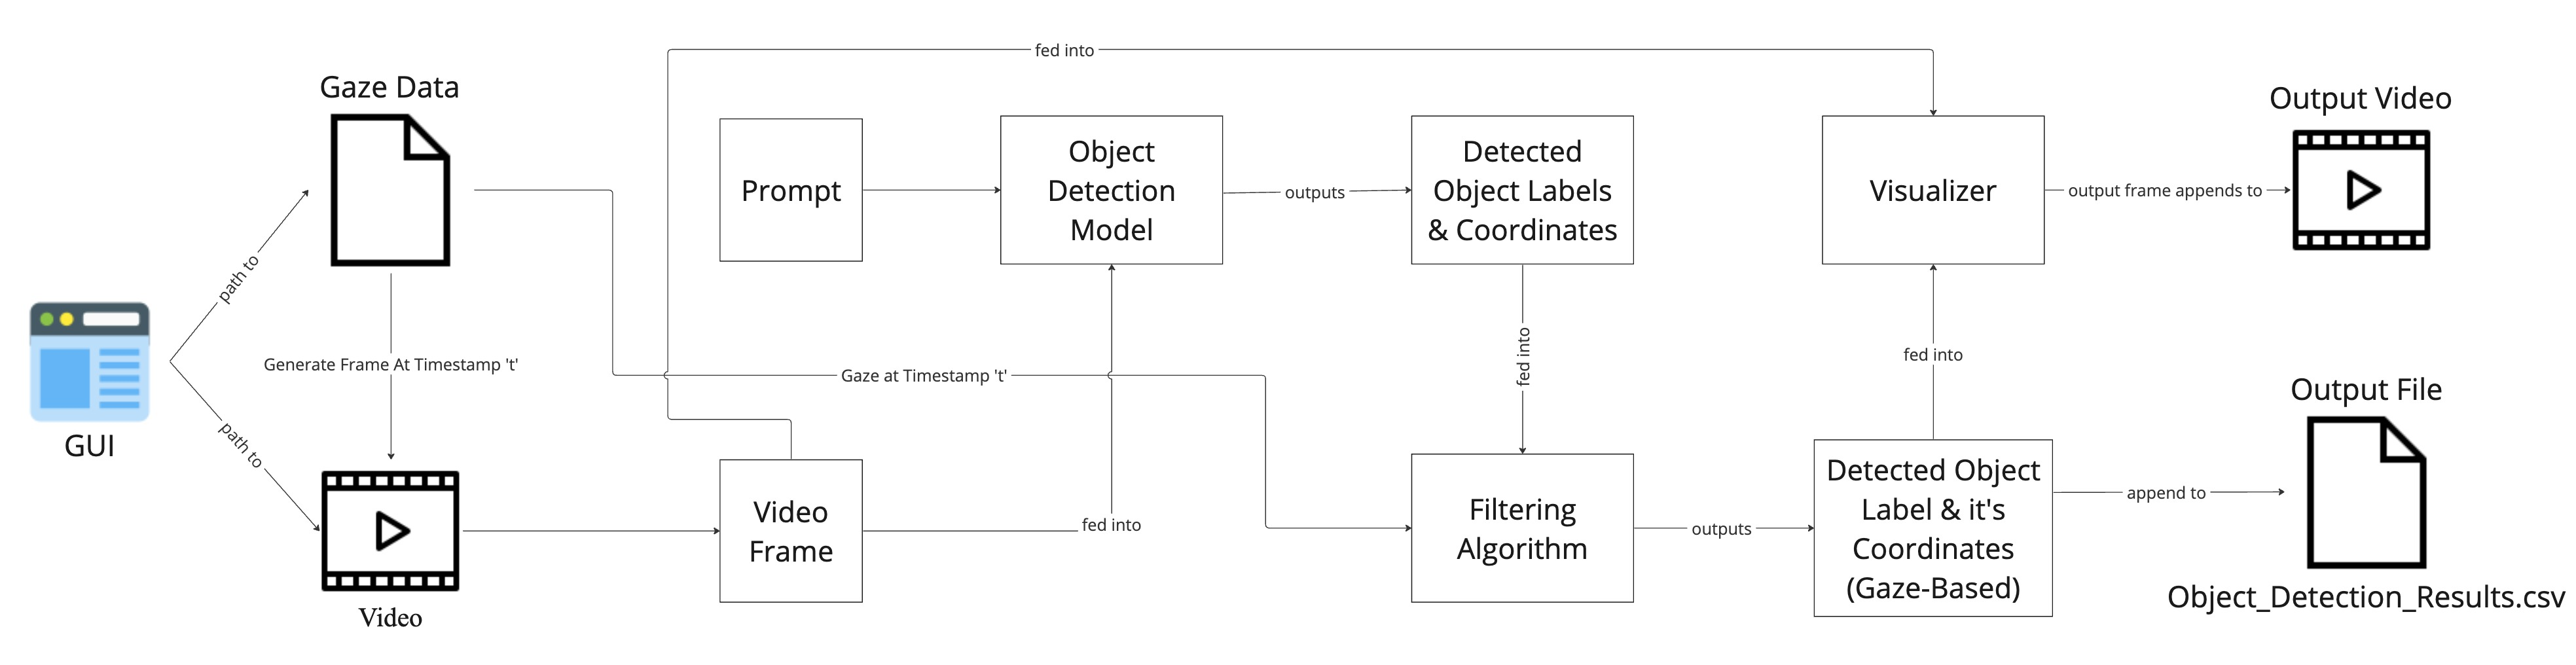 fed into
Gaze Data
Output Video
Prompt
Object
Detection
Model
outputs
Detected
Object Labels
& Coordinates
Visualizer
output frame appends to
path to
Generate Frame At Timestamp 't'
Gaze at Timestamp 't'
fed into
fed into
GUI
path to
Output File
Video
Video
Frame
fed into
Filtering
Algorithm
outputs
Detected Object
Label & it's
Coordinates
(Gaze-Based)
append to
Object_Detection_Results.csv